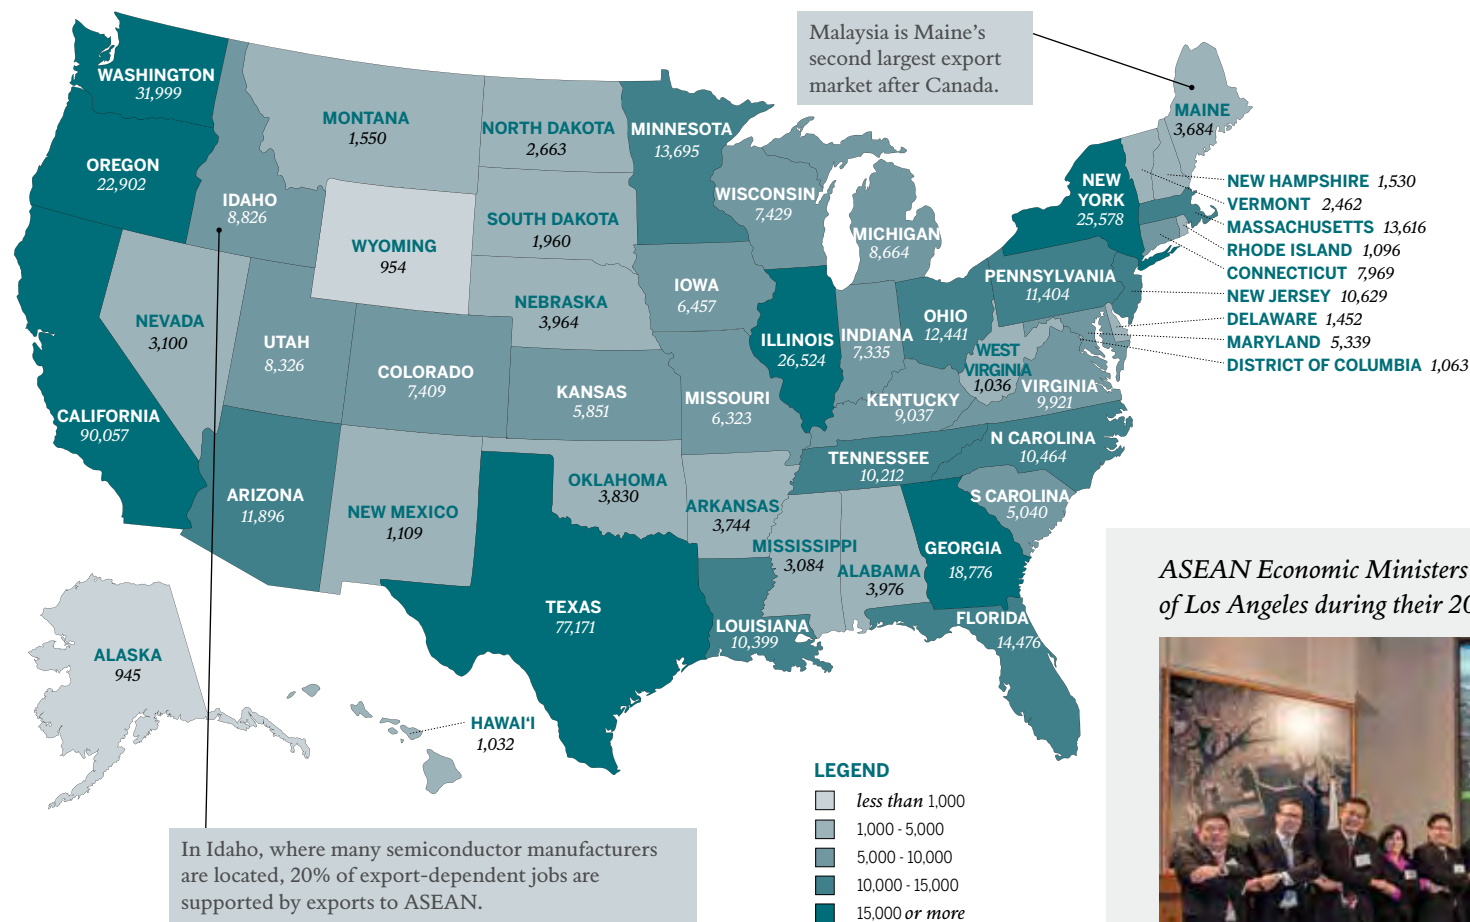 Malaysia is Maine's
second largest export
market after Canada.
WASHINGTON
31,999
OREGON
22,902
CALIFORNIA
90,057
NEVADA
3,100
IDAHO
8,826
MONTANA
1,550
WYOMING
954
UTAH
8,326
ARIZONA
11,896
COLORADO
7,409
NEW MEXICO
1,109
NORTH DAKOTA
2,663
SOUTH DAKOTA
1,960
NEBRASKA
3,964
KANSAS
5,851
OKLAHOMA
3,830
TEXAS
77,171
MINNESOTA
13,695
IOWA
6,457
MISSOURI
6,323
ARKANSAS
3,744
LOUISIANA
10,399
WISCONSIN
7,429
ILLINOIS
26,524
MICHIGAN
8,664
INDIANA
7,335
OHIO
12,441
KENTUCKY
9,037
TENNESSEE
10,212
MISSISSIPPI
3,084
ALABAMA
3,976
GEORGIA
18,776
FLORIDA
14,476
S CAROLINA
5,040
N CAROLINA
10,464
VIRGINIA
9,921
WEST
VIRGINIA
1,036
PENNSYLVANIA
11,404
NEW
YORK
25,578
MAINE
3,684
NEW HAMPSHIRE 1,530
VERMONT 2,462
MASSACHUSETTS 13,616
RHODE ISLAND 1,096
CONNECTICUT 7,969
NEW JERSEY 10,629
DELAWARE 1,452
MARYLAND 5,339
DISTRICT OF COLUMBIA 1,063
ALASKA
945
HAWAI‘I
1,032
In Idaho, where many semiconductor manufacturers
are located, 20% of export-dependent jobs are
supported by exports to ASEAN.
LEGEND
less than 1,000
1,000 - 5,000
5,000 - 10,000
10,000 - 15,000
15,000 or more
ASEAN Economic Ministers
of Los Angeles during their 20